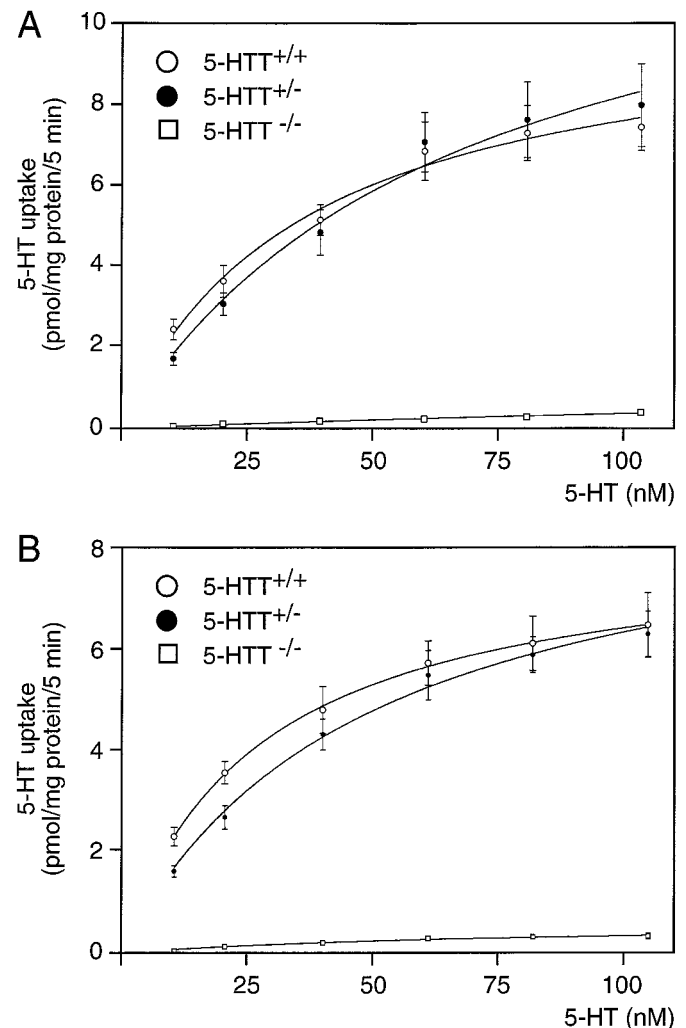 A
5-HTT+/+
5-HTT+/-
5-HTT -/-
5-HT uptake
(pmol/mg protein/5 min)
10
8
6
4
2
0
25
50
75
100
5-HT (nM)
B
5-HTT+/+
5-HTT+/-
5-HTT -/-
5-HT uptake
(pmol/mg protein/5 min)
8
6
4
2
0
25
50
75
100
5-HT (nM)